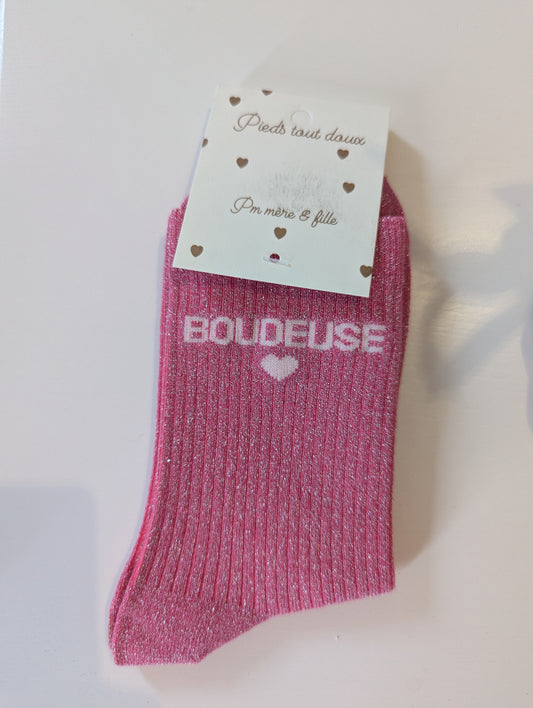 Pieds tout doux
Pm mère & fille
BOUDEUSE